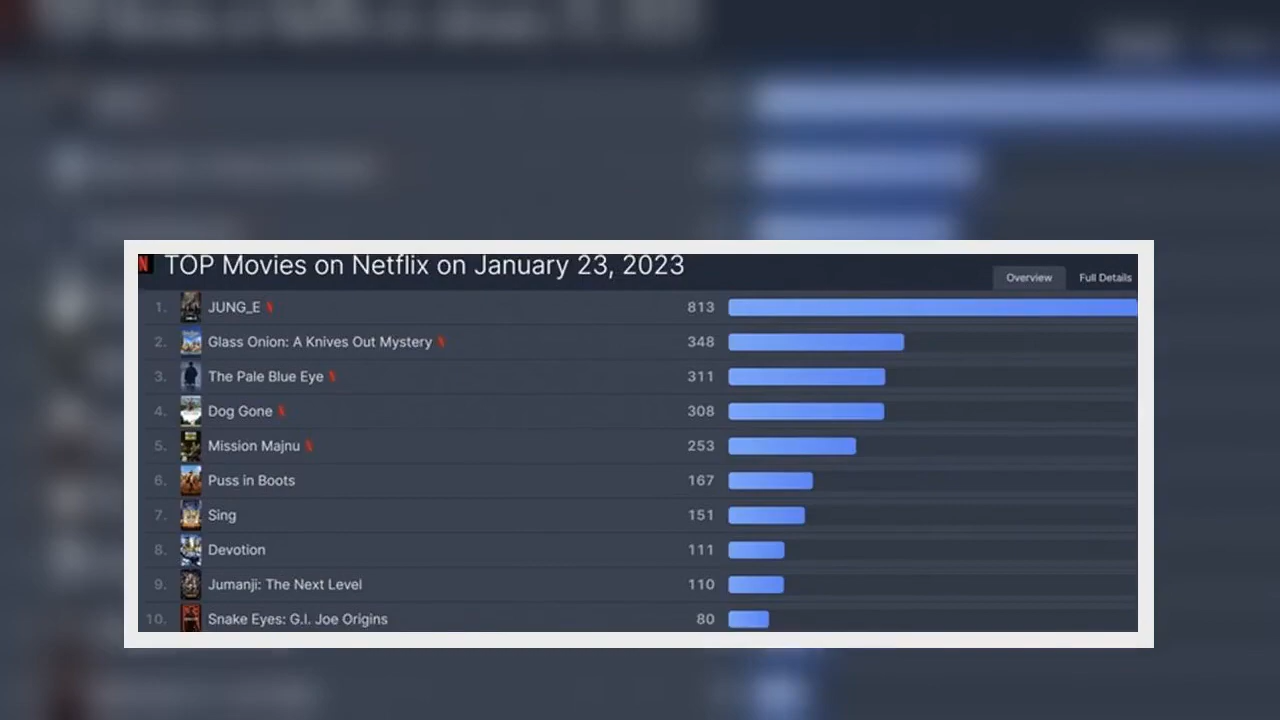 N TOP Movies on Netflix on January 23, 2023
Overview Full Details
1. JUNG_E 813
2. Glass Onion: A Knives Out Mystery 348
3. The Pale Blue Eye 311
4. Dog Gone 308
5. Mission Majnu 253
6. Puss in Boots 167
7. Sing 151
8. Devotion 111
9. Jumanji: The Next Level 110
10. Snake Eyes: G.I. Joe Origins 80